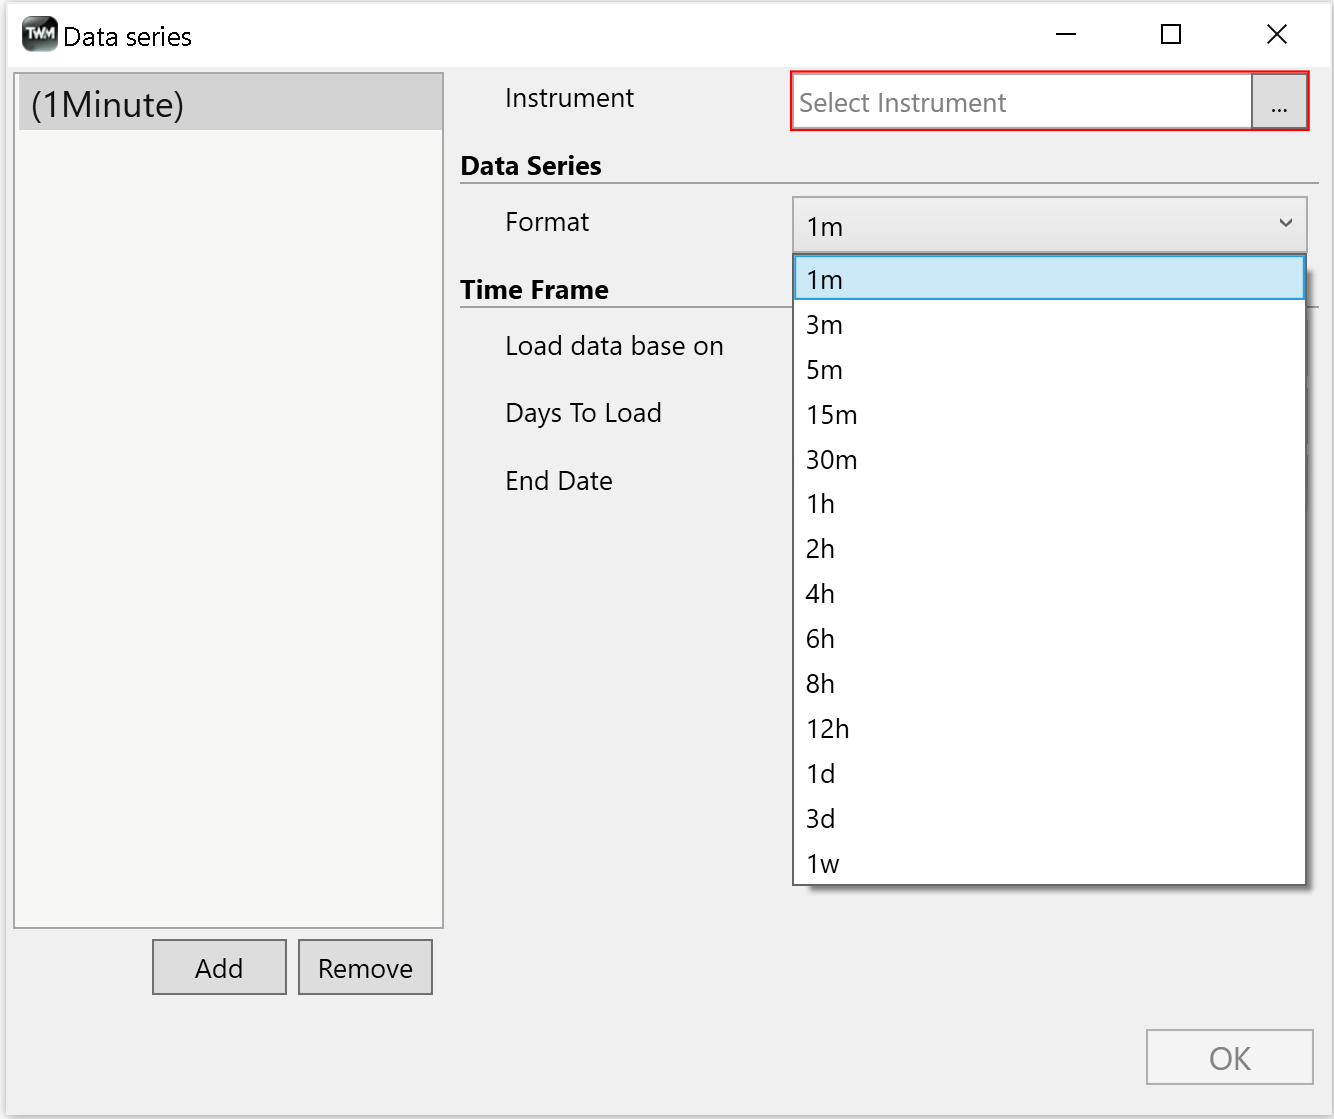 TWM Data series
(1Minute)
Instrument
Select Instrument
...
Data Series
Format
1m
1m
3m
5m
15m
30m
1h
2h
4h
6h
8h
12h
1d
3d
1w
Time Frame
Load data base on
Days To Load
End Date
Add
Remove
OK